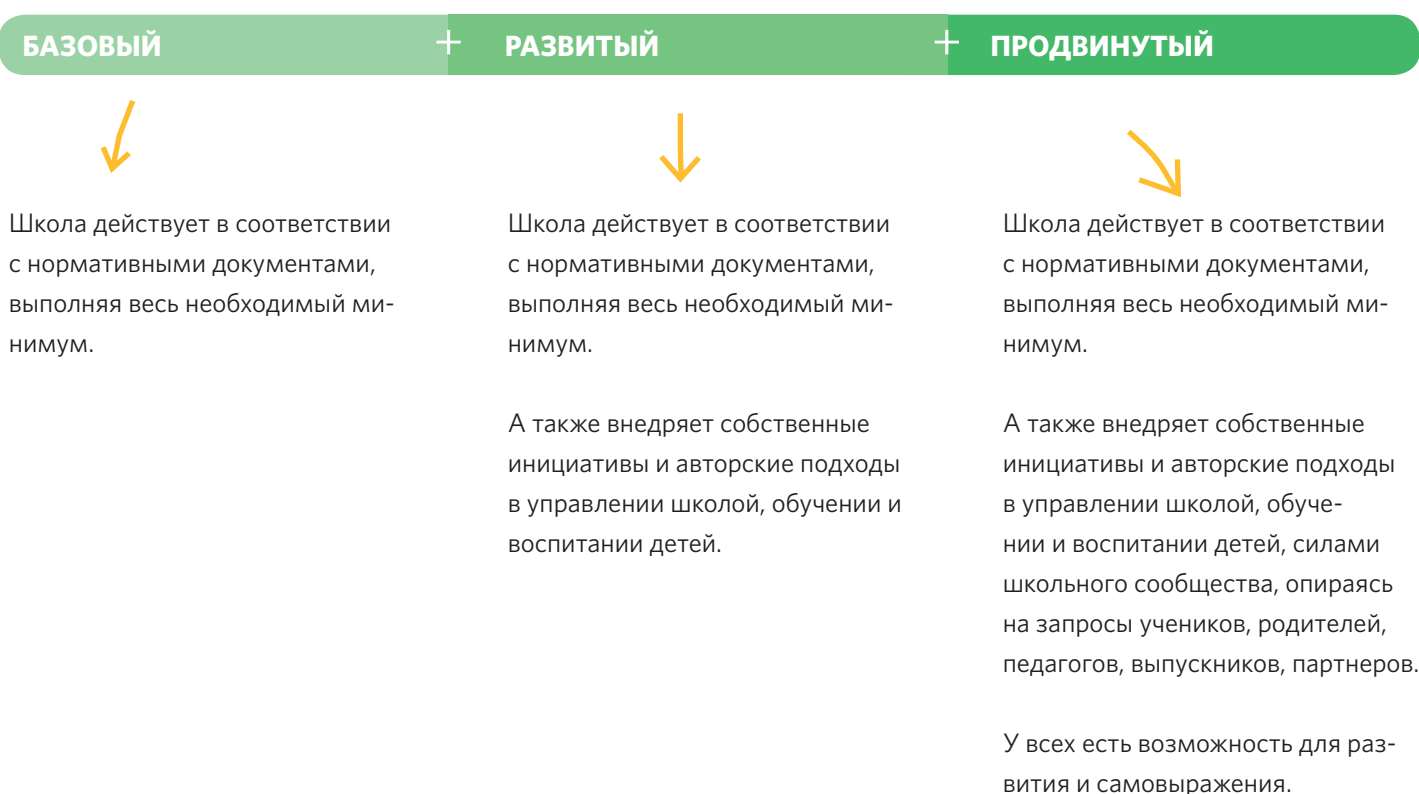 БАЗОВЫЙ + РАЗВИТЫЙ + ПРОДВИНУТЫЙ
Школа действует в соответствии
с нормативными документами,
выполняя весь необходимый ми-
нимум.
Школа действует в соответствии
с нормативными документами,
выполняя весь необходимый ми-
нимум.
А также внедряет собственные
инициативы и авторские подходы
в управлении школой, обучении и
воспитании детей.
Школа действует в соответствии
с нормативными документами,
выполняя весь необходимый ми-
нимум.
А также внедряет собственные
инициативы и авторские подходы
в управлении школой, обуче-
нии и воспитании детей, силами
школьного сообщества, опираясь
на запросы учеников, родителей,
педагогов, выпускников, партнеров.
У всех есть возможность для раз-
вития и самовыражения.